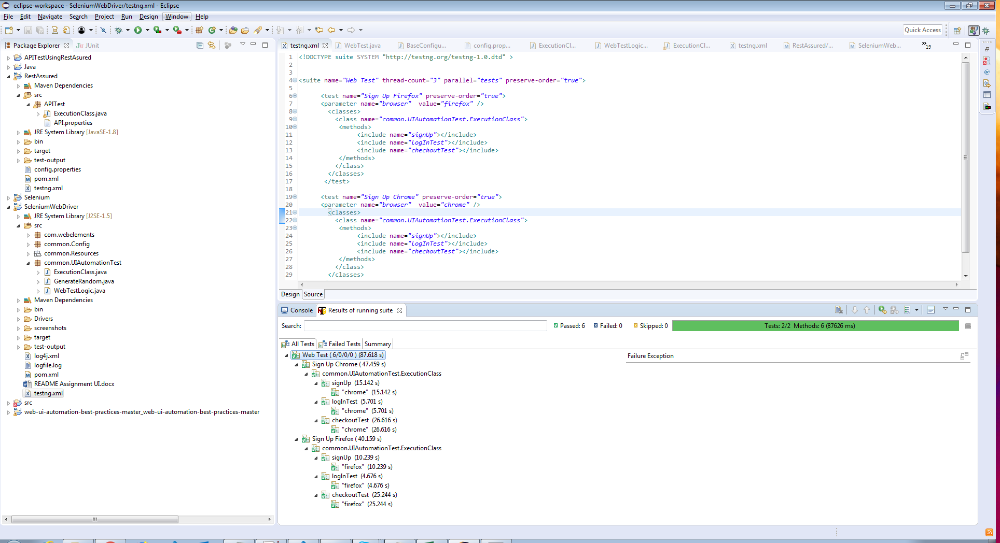 eclipse-workspace - SeleniumWebDriver/testng.xml - Eclipse
File Edit Navigate Search Project Run Design Window Help
Quick Access
Package Explorer JUnit
APITestUsingRestAsured
Java
RestAssured
Maven Dependencies
src
APITest
ExecutionClass.java
API.properties
JRE System Library [JavaSE-1.8]
bin
target
test-output
config.properties
pom.xml
testng.xml
Selenium
SeleniumWebDriver
JRE System Library [J2SE-1.5]
src
com.webelements
common.Config
common.Resources
common.UIAutomationTest
ExecutionClass.java
GenerateRandom.java
WebTestLogic.java
Maven Dependencies
bin
Drivers
screenshots
target
test-output
log4j.xml
logfile.log
pom.xml
README Assignment UI.docx
testng.xml
src
web-ui-automation-best-practices-master_web-ui-automation-best-practices-master
testng.xml WebTest.java BaseConfigu... config.prop... ExecutionCl... WebTestLogic... ExecutionCl... testng.xml RestAssured/... SeleniumWeb... »19
1 <!DOCTYPE suite SYSTEM "http://testng.org/testng-1.0.dtd" >
2
3
4 <suite name="Web Test" thread-count="3" parallel="tests" preserve-order="true">
5
6 <test name="Sign Up Firefox" preserve-order="true">
7 <parameter name="browser"  value="firefox" />
8 <classes>
9 <class name="common.UIAutomationTest.ExecutionClass">
10 <methods>
11 <include name="signUp"></include>
12 <include name="logInTest"></include>
13 <include name="checkoutTest"></include>
14 </methods>
15 </class>
16 </classes>
17 </test>
18
19 <test name="Sign Up Chrome" preserve-order="true">
20 <parameter name="browser"  value="chrome" />
21 <classes>
22 <class name="common.UIAutomationTest.ExecutionClass">
23 <methods>
24 <include name="signUp"></include>
25 <include name="logInTest"></include>
26 <include name="checkoutTest"></include>
27 </methods>
28 </class>
29 </classes>
Design Source
Console Results of running suite
Search: Passed: 6 Failed: 0 Skipped: 0 Tests: 2/2 Methods: 6 (87626 ms)
All Tests Failed Tests Summary
Web Test ( 6/0/0/0 ) (87.618 s)
Failure Exception
Sign Up Chrome ( 47.459 s)
common.UIAutomationTest.ExecutionClass
signUp (15.142 s)
"chrome" (15.142 s)
logInTest (5.701 s)
"chrome" (5.701 s)
checkoutTest (26.616 s)
"chrome" (26.616 s)
Sign Up Firefox ( 40.159 s)
common.UIAutomationTest.ExecutionClass
signUp (10.239 s)
"firefox" (10.239 s)
logInTest (4.676 s)
"firefox" (4.676 s)
checkoutTest (25.244 s)
"firefox" (25.244 s)